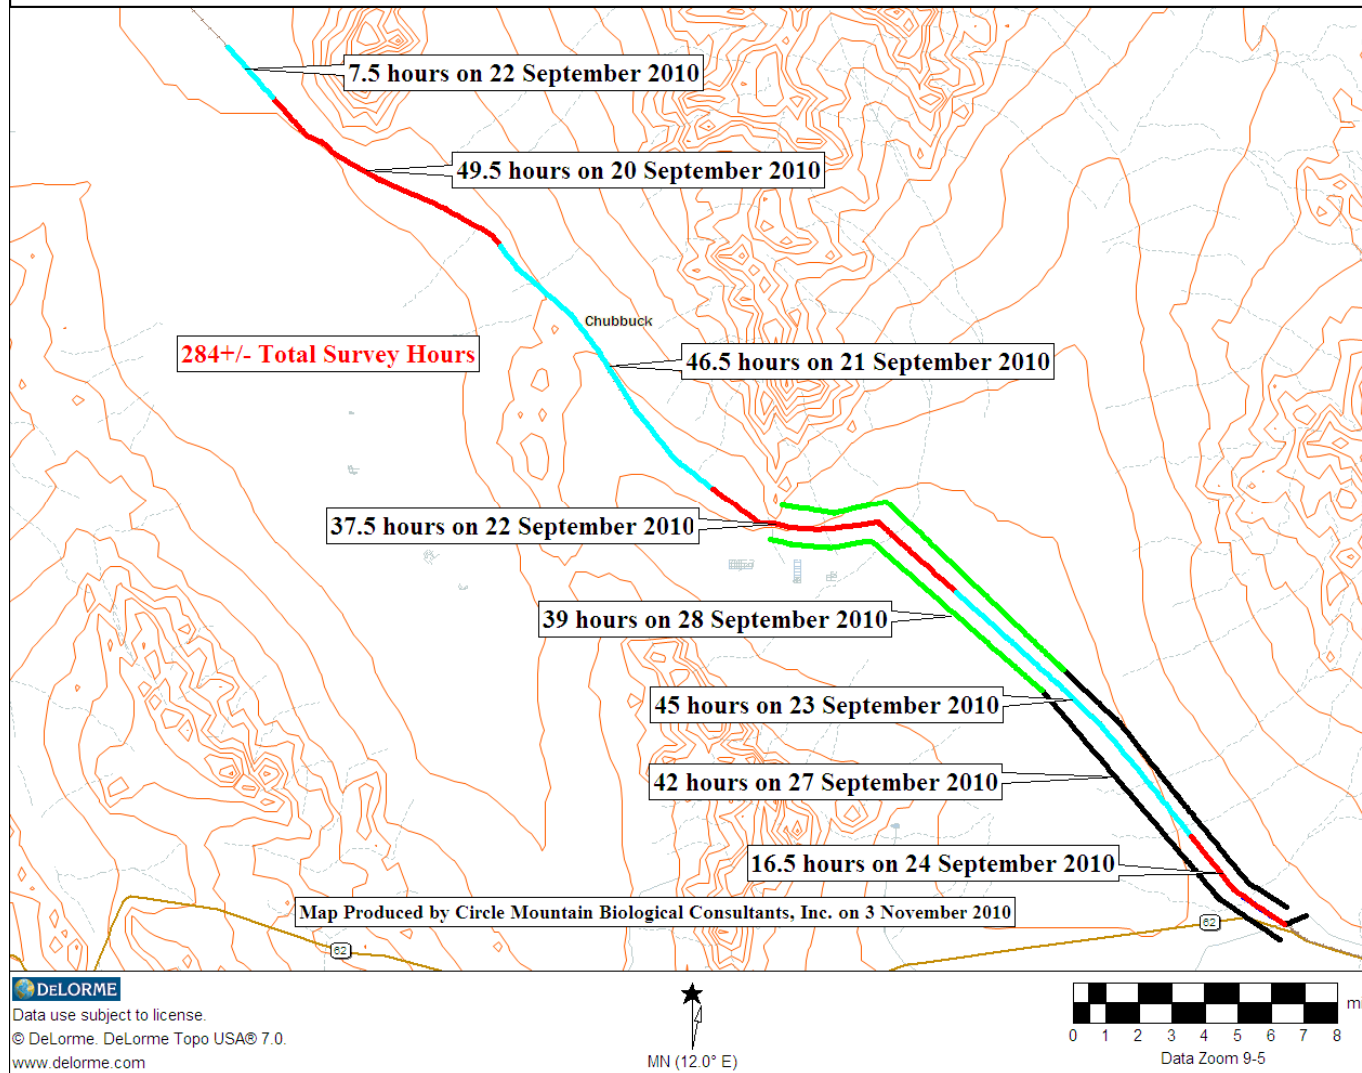 7.5 hours on 22 September 2010
49.5 hours on 20 September 2010
Chubbuck
284+/- Total Survey Hours
46.5 hours on 21 September 2010
37.5 hours on 22 September 2010
39 hours on 28 September 2010
45 hours on 23 September 2010
42 hours on 27 September 2010
16.5 hours on 24 September 2010
Map Produced by Circle Mountain Biological Consultants, Inc. on 3 November 2010
62
62
DELORME
Data use subject to license.
© DeLorme. DeLorme Topo USA® 7.0.
www.delorme.com
MN (12.0° E)
0 1 2 3 4 5 6 7 8
Data Zoom 9-5